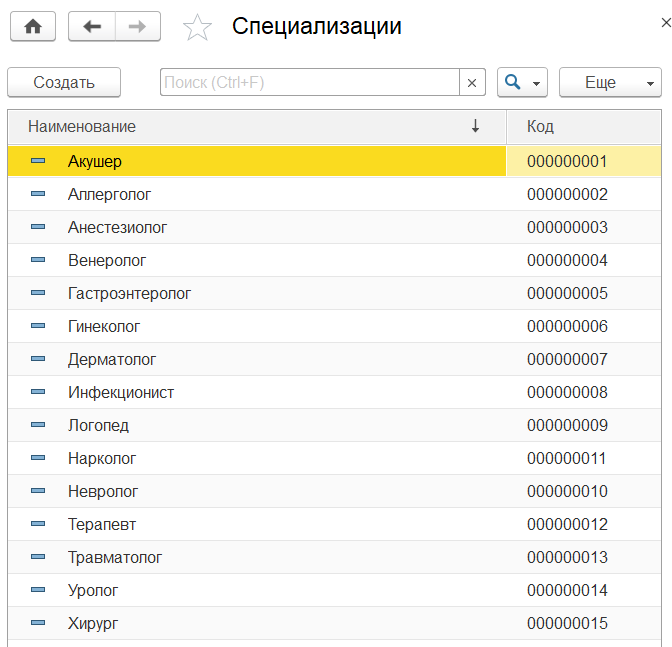 Специализации
Создать Поиск (Ctrl+F) Еще
Наименование Код
Акушер 000000001
Аллерголог 000000002
Анестезиолог 000000003
Венеролог 000000004
Гастроэнтеролог 000000005
Гинеколог 000000006
Дерматолог 000000007
Инфекционист 000000008
Логопед 000000009
Нарколог 000000011
Невролог 000000010
Терапевт 000000012
Травматолог 000000013
Уролог 000000014
Хирург 000000015